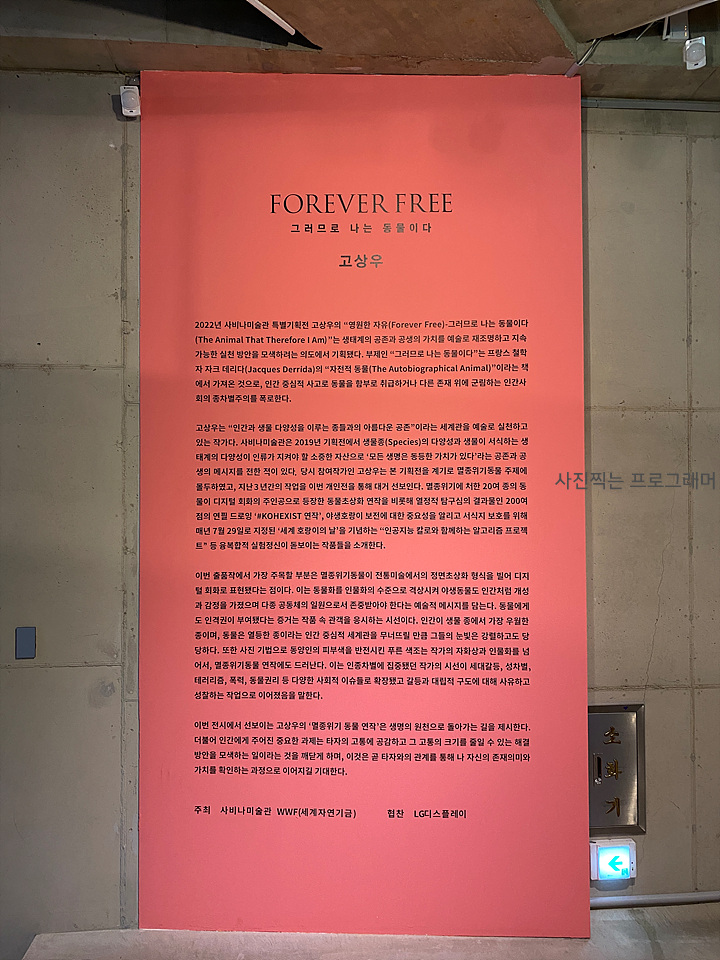 FOREVER FREE
그러므로 나는 동물이다
고상우
2022년 사비나미술관 특별기획전 고상우의 “영원한 자유(Forever Free)-그러므로 나는 동물이다
(The Animal That Therefore I Am)”는 생태계의 공존과 공생의 가치를 예술로 재조명하고 지속
가능한 실천 방안을 모색하려는 의도에서 기획됐다. 부제인 “그러므로 나는 동물이다”는 프랑스 철학
자 자크 데리다(Jacques Derrida)의 “자전적 동물(The Autobiographical Animal)”이라는 책
에서 가져온 것으로, 인간 중심적 사고로 동물을 함부로 취급하거나 다른 존재 위에 군림하는 인간사
회의 종차별주의를 폭로한다.
고상우는 “인간과 생물 다양성을 이루는 종들과의 아름다운 공존”이라는 세계관을 예술로 실천하고
있는 작가다. 사비나미술관은 2019년 기획전에서 생물종(Species)의 다양성과 생물이 서식하는 생
태계의 다양성이 인류가 지켜야 할 소중한 자산으로 ‘모든 생명은 동등한 가치가 있다’라는 공존과 공
생의 메시지를 전한 적이 있다. 당시 참여작가인 고상우는 본 기획전을 계기로 멸종위기동물 주제에
몰두하였고, 지난 3년간의 작업을 이번 개인전을 통해 대거 선보인다. 멸종위기에 처한 20여 종의 동
물이 디지털 회화의 주인공으로 등장한 동물초상화 연작을 비롯해 열정적 탐구심의 결과물인 200여
점의 연필 드로잉 ‘#KOHEXIST 연작’, 야생호랑이 보전에 대한 중요성을 알리고 서식지 보호를 위해
매년 7월 29일로 지정된 ‘세계 호랑이의 날’을 기념하는 “인공지능 칼로와 함께하는 알고리즘 프로젝
트” 등 융복합적 실험정신이 돋보이는 작품들을 소개한다.
이번 출품작에서 가장 주목할 부분은 멸종위기동물이 전통미술에서의 정면초상화 형식을 빌어 디지
털 회화로 표현됐다는 점이다. 이는 동물화를 인물화의 수준으로 격상시켜 야생동물도 인간처럼 개성
과 감정을 가졌으며 다종 공동체의 일원으로서 존중받아야 한다는 예술적 메시지를 담는다. 동물에게
도 인격권이 부여됐다는 증거는 작품 속 관객을 응시하는 시선이다. 인간이 생물 종에서 가장 우월한
종이며, 동물은 열등한 종이라는 인간 중심적 세계관을 무너뜨릴 만큼 그들의 눈빛은 강렬하고도 당
당하다. 또한 사진 기법으로 동양인의 피부색을 반전시킨 푸른 색조는 작가의 자화상과 인물화를 넘
어서, 멸종위기동물 연작에도 드러난다. 이는 인종차별에 집중됐던 작가의 시선이 세대갈등, 성차별,
테러리즘, 폭력, 동물권리 등 다양한 사회적 이슈들로 확장됐고 갈등과 대립적 구도에 대해 사유하고
성찰하는 작업으로 이어졌음을 말한다.
이번 전시에서 선보이는 고상우의 ‘멸종위기 동물 연작’은 생명의 원천으로 돌아가는 길을 제시한다.
더불어 인간에게 주어진 중요한 과제는 타자의 고통에 공감하고 그 고통의 크기를 줄일 수 있는 해결
방안을 모색하는 일이라는 것을 깨닫게 하며, 이것은 곧 타자와의 관계를 통해 나 자신의 존재의미와
가치를 확인하는 과정으로 이어지길 기대한다.
주최 사비나미술관 WWF(세계자연기금) 협찬 LG디스플레이
사진찍는 프로그래머
소화기